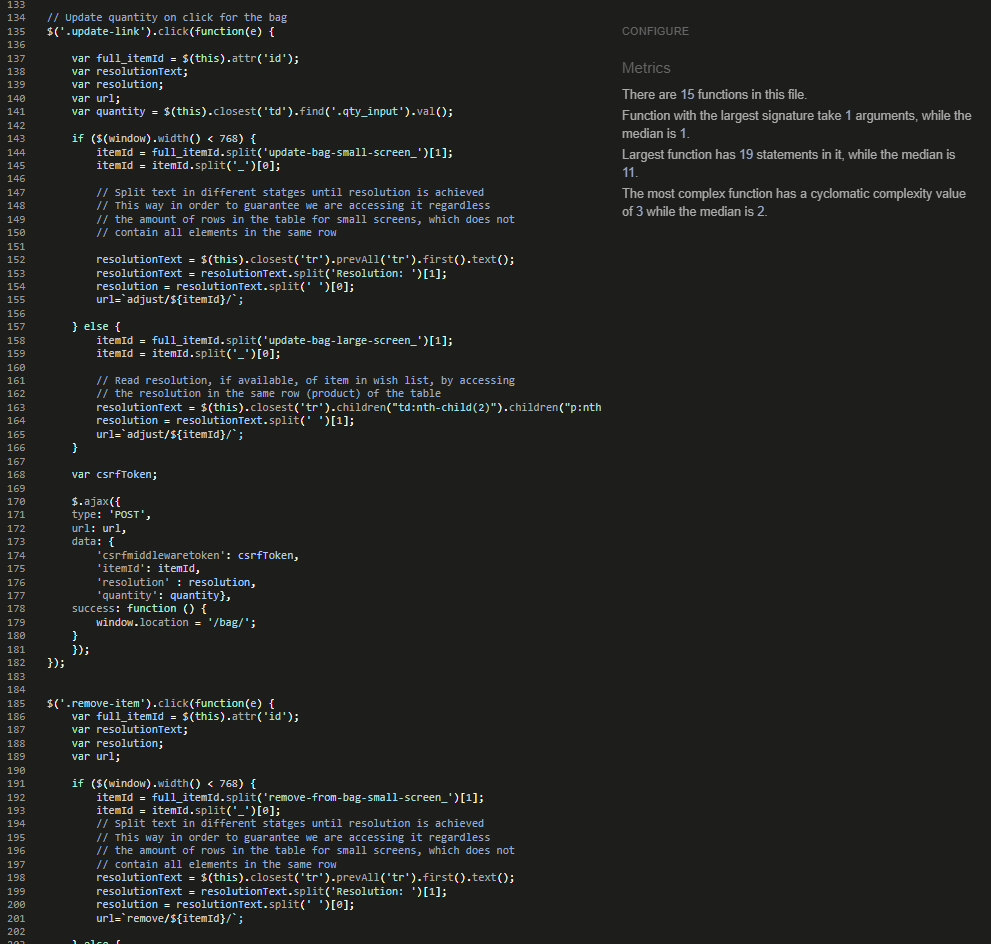 133
134 // Update quantity on click for the bag
135 $('.update-link').click(function(e) {
136
137     var full_itemId = $(this).attr('id');
138     var resolutionText;
139     var resolution;
140     var url;
141     var quantity = $(this).closest('td').find('.qty_input').val();
142
143     if ($(window).width() < 768) {
144         itemId = full_itemId.split('update-bag-small-screen_')[1];
145         itemId = itemId.split('_')[0];
146
147         // Split text in different statges until resolution is achieved
148         // This way in order to guarantee we are accessing it regardless
149         // the amount of rows in the table for small screens, which does not
150         // contain all elements in the same row
151
152         resolutionText = $(this).closest('tr').prevAll('tr').first().text();
153         resolutionText = resolutionText.split('Resolution: ')[1];
154         resolution = resolutionText.split(' ')[0];
155         url=`adjust/${itemId}/`;
156
157     } else {
158         itemId = full_itemId.split('update-bag-large-screen_')[1];
159         itemId = itemId.split('_')[0];
160
161         // Read resolution, if available, of item in wish list, by accessing
162         // the resolution in the same row (product) of the table
163         resolutionText = $(this).closest('tr').children("td:nth-child(2)").children("p:nth
164         resolution = resolutionText.split(' ')[1];
165         url=`adjust/${itemId}/`;
166     }
167
168     var csrfToken;
169
170     $.ajax({
171     type: 'POST',
172     url: url,
173     data: {
174         'csrfmiddlewaretoken': csrfToken,
175         'itemId': itemId,
176         'resolution' : resolution,
177         'quantity': quantity},
178     success: function () {
179         window.location = '/bag/';
180     }
181     });
182 });
183
184
185 $('.remove-item').click(function(e) {
186     var full_itemId = $(this).attr('id');
187     var resolutionText;
188     var resolution;
189     var url;
190
191     if ($(window).width() < 768) {
192         itemId = full_itemId.split('remove-from-bag-small-screen_')[1];
193         itemId = itemId.split('_')[0];
194         // Split text in different statges until resolution is achieved
195         // This way in order to guarantee we are accessing it regardless
196         // the amount of rows in the table for small screens, which does not
197         // contain all elements in the same row
198         resolutionText = $(this).closest('tr').prevAll('tr').first().text();
199         resolutionText = resolutionText.split('Resolution: ')[1];
200         resolution = resolutionText.split(' ')[0];
201         url=`remove/${itemId}/`;
202
203     } else {
CONFIGURE
Metrics
There are 15 functions in this file.
Function with the largest signature take 1 arguments, while the
median is 1.
Largest function has 19 statements in it, while the median is
11.
The most complex function has a cyclomatic complexity value
of 3 while the median is 2.